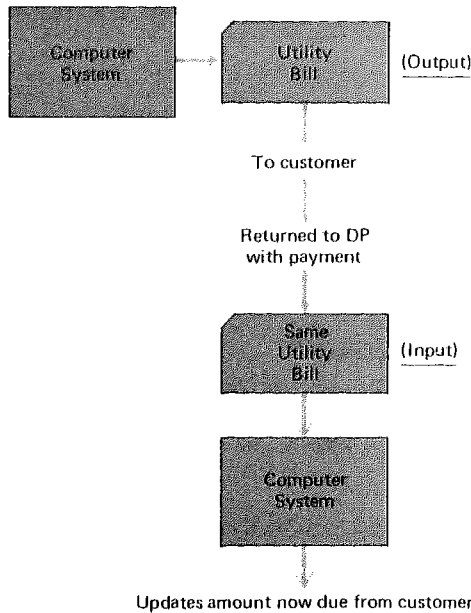 Computer
System
Utility
Bill
(Output)
To customer
Returned to DP
with payment
Same
Utility
Bill
(Input)
Computer
System
Updates amount now due from customer